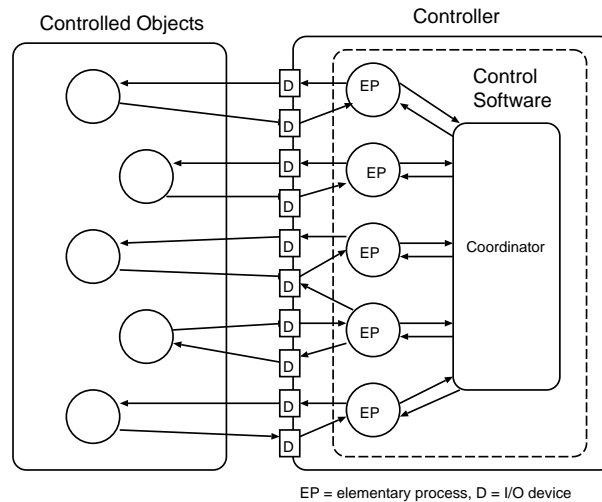 Controlled Objects
Controller
Control
Software
D
EP
D
D
EP
D
D
EP
Coordinator
D
D
EP
D
D
EP
D
EP = elementary process, D = I/O device